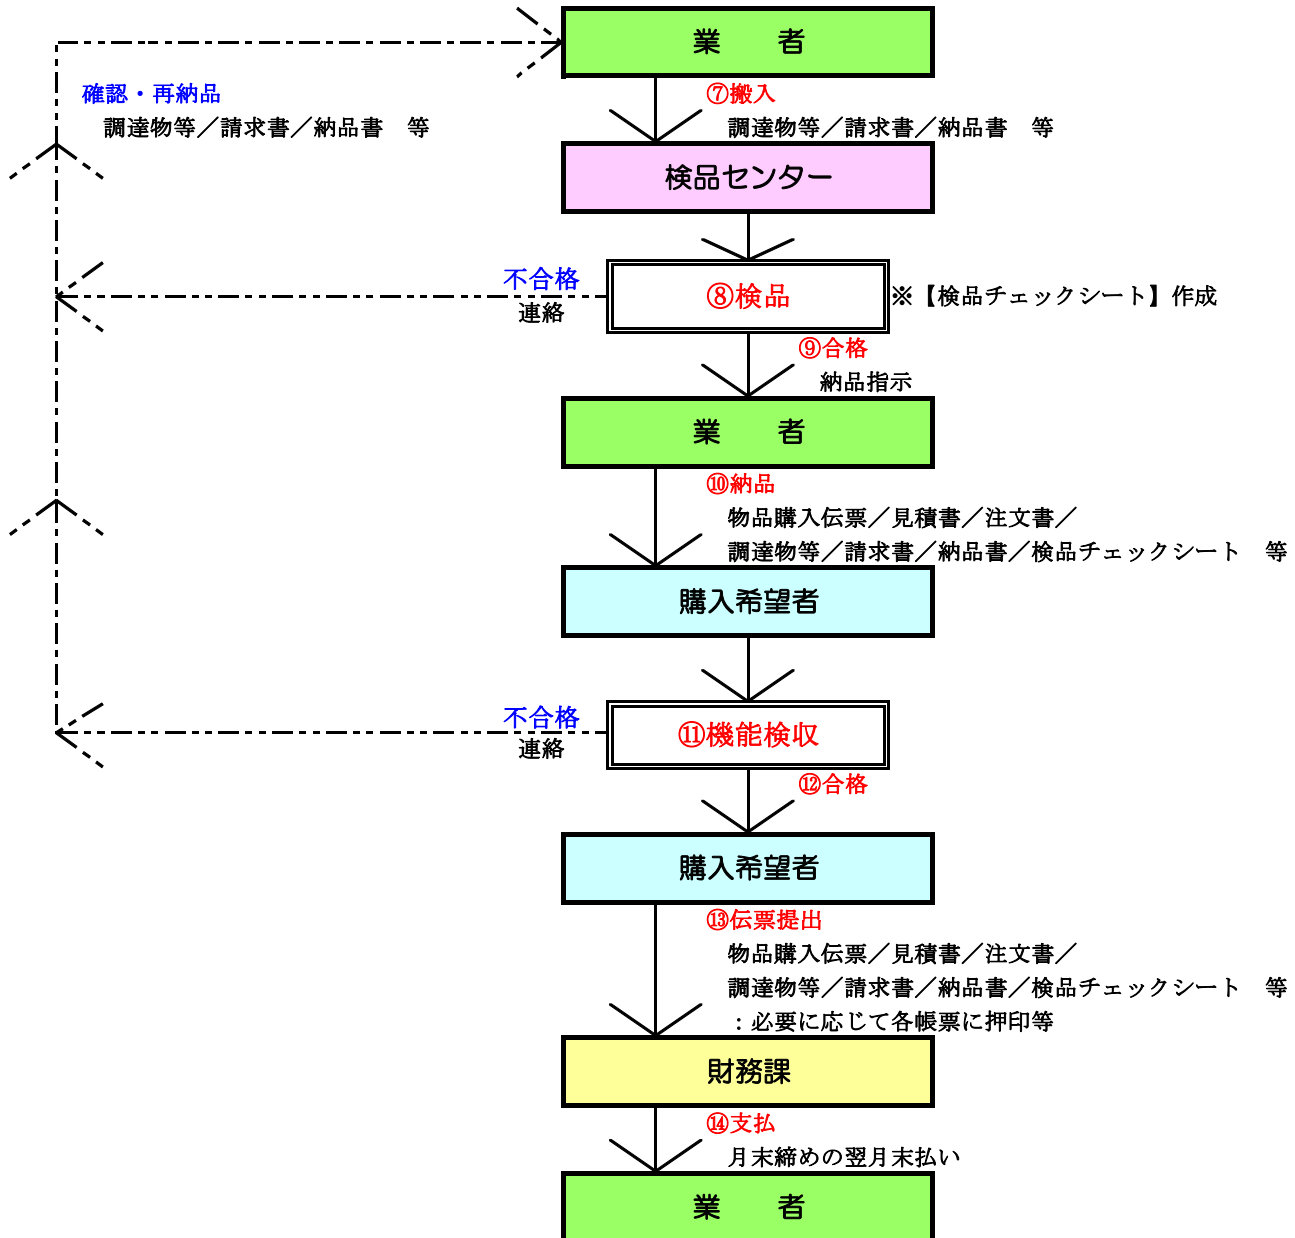 業　　者
確認・再納品
調達物等／請求書／納品書　等
⑦搬入
調達物等／請求書／納品書　等
検品センター
不合格
連絡
⑧検品
※【検品チェックシート】作成
⑨合格
納品指示
業　　者
⑩納品
物品購入伝票／見積書／注文書／
調達物等／請求書／納品書／検品チェックシート　等
購入希望者
不合格
連絡
⑪機能検収
⑫合格
購入希望者
⑬伝票提出
物品購入伝票／見積書／注文書／
調達物等／請求書／納品書／検品チェックシート　等
：必要に応じて各帳票に押印等
財務課
⑭支払
月末締めの翌月末払い
業　　者